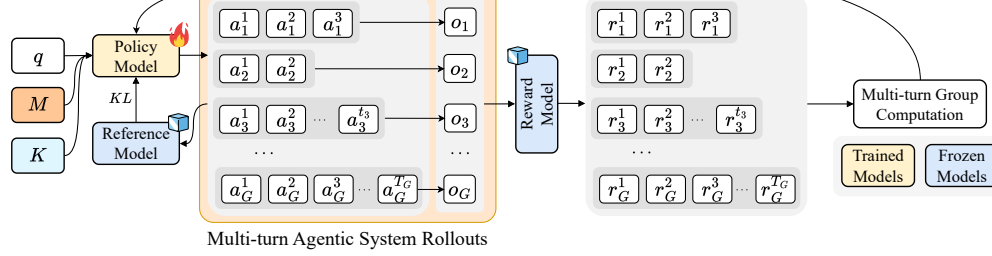 q
M
K
Policy
Model
KL
Reference
Model
a_1^1 a_1^2 a_1^3 o_1
a_2^1 a_2^2 o_2
a_3^1 a_3^2 ... a_3^{t_3} o_3
... ...
a_G^1 a_G^2 a_G^3 ... a_G^{T_G} o_G
Multi-turn Agentic System Rollouts
Reward
Model
r_1^1 r_1^2 r_1^3
r_2^1 r_2^2
r_3^1 r_3^2 ... r_3^{t_3}
...
r_G^1 r_G^2 r_G^3 ... r_G^{T_G}
Multi-turn Group
Computation
Trained
Models
Frozen
Models